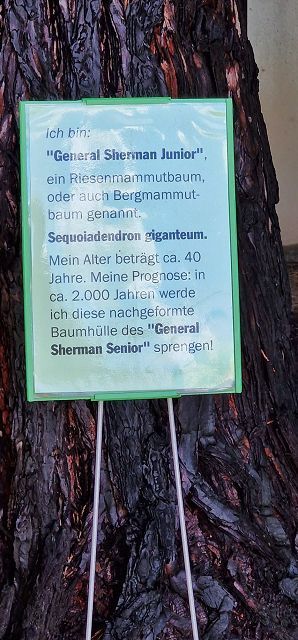 ich bin:
"General Sherman Junior",
ein Riesenmammutbaum,
oder auch Bergmammut-
baum genannt.
Sequoiadendron giganteum.
Mein Alter beträgt ca. 40
Jahre. Meine Prognose: in
ca. 2.000 Jahren werde
ich diese nachgeformte
Baumhülle des "General
Sherman Senior" sprengen!